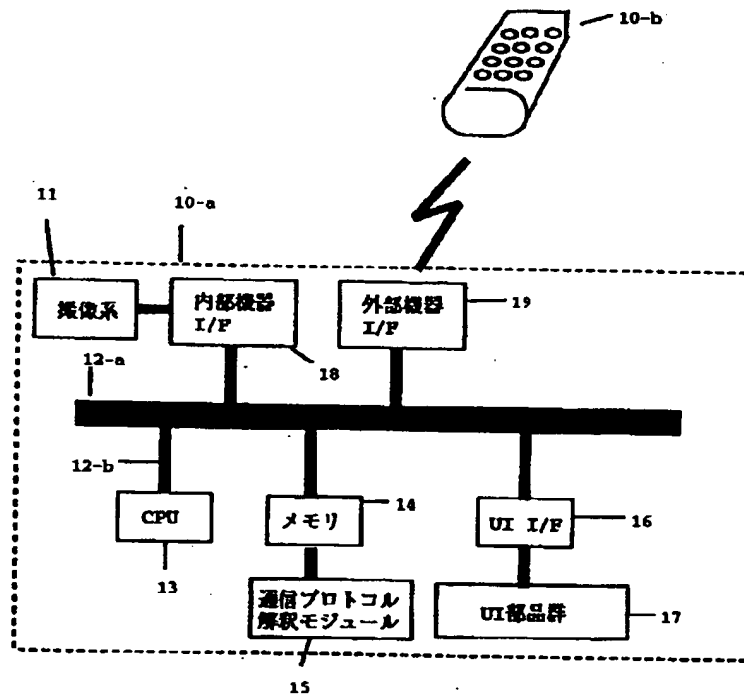 10-b
11
10-a
撮像系
内部機器
I/F
外部機器
I/F
19
18
12-a
12-b
CPU
13
メモリ
14
UI I/F
16
通信プロトコル
解釈モジュール
15
UI部品群
17